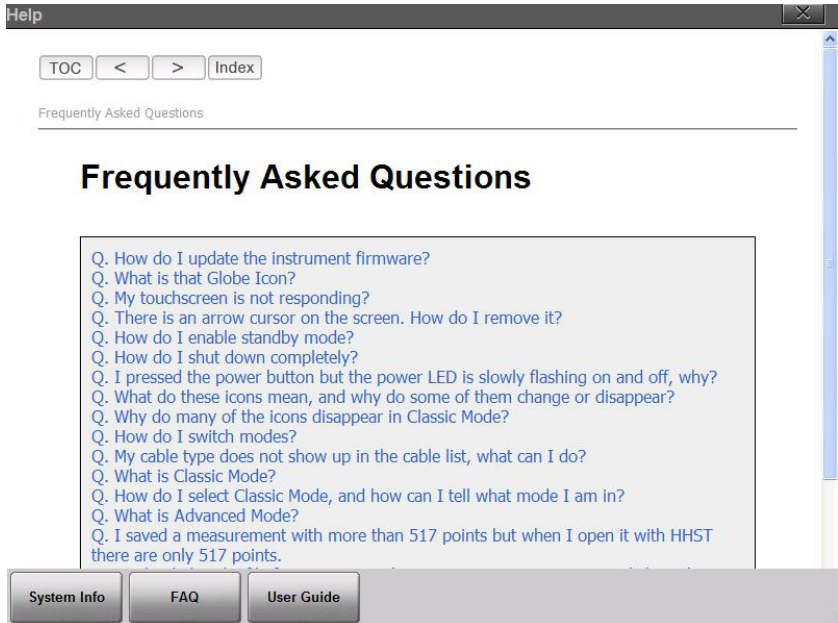 Help
TOC < > Index
Frequently Asked Questions
Frequently Asked Questions
Q. How do I update the instrument firmware?
Q. What is that Globe Icon?
Q. My touchscreen is not responding?
Q. There is an arrow cursor on the screen. How do I remove it?
Q. How do I enable standby mode?
Q. How do I shut down completely?
Q. I pressed the power button but the power LED is slowly flashing on and off, why?
Q. What do these icons mean, and why do some of them change or disappear?
Q. Why do many of the icons disappear in Classic Mode?
Q. How do I switch modes?
Q. My cable type does not show up in the cable list, what can I do?
Q. What is Classic Mode?
Q. How do I select Classic Mode, and how can I tell what mode I am in?
Q. What is Advanced Mode?
Q. I saved a measurement with more than 517 points but when I open it with HHST
there are only 517 points.
System Info FAQ User Guide